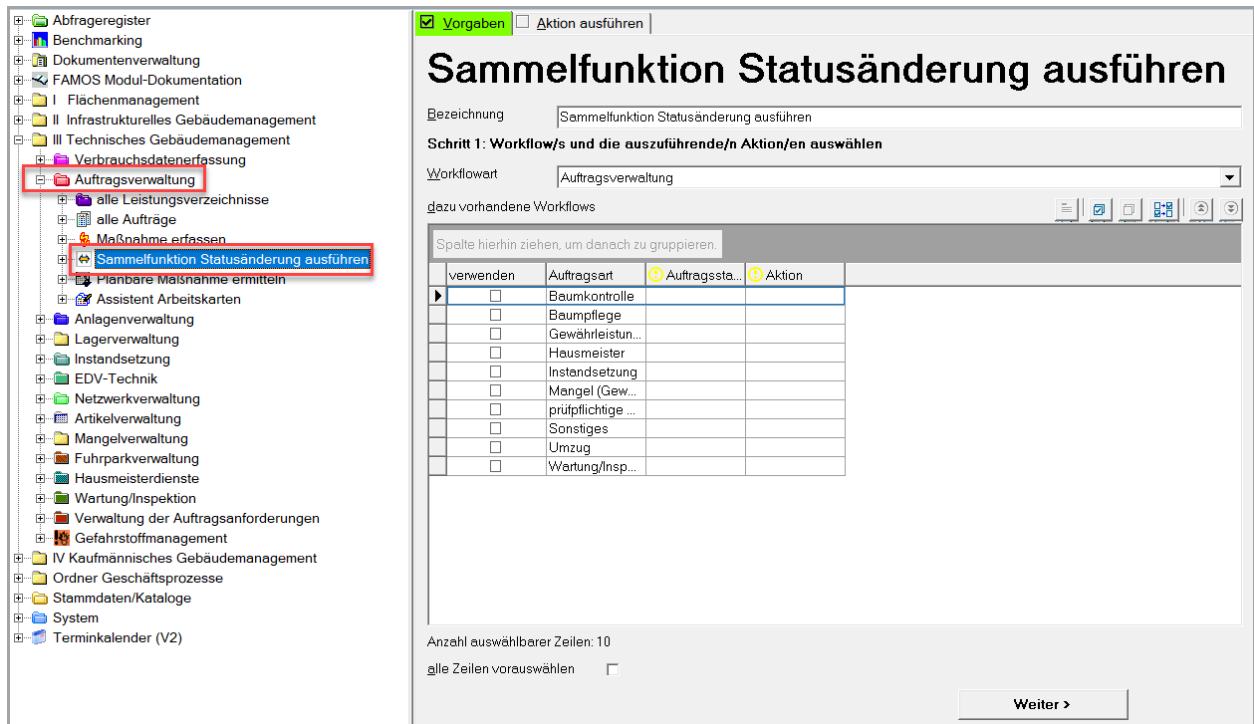 Abfrageregister
Benchmarking
Dokumentenverwaltung
FAMOS Modul-Dokumentation
I Flächenmanagement
II Infrastrukturelles Gebäudemanagement
III Technisches Gebäudemanagement
Verbrauchsdatenerfassung
Auftragsverwaltung
alle Leistungsverzeichnisse
alle Aufträge
Maßnahme erfassen
Sammelfunktion Statusänderung ausführen
Planbare Maßnahme ermitteln
Assistent Arbeitskarten
Anlagenverwaltung
Lagerverwaltung
Instandsetzung
EDV-Technik
Netzwerkverwaltung
Artikelverwaltung
Mangelverwaltung
Fuhrparkverwaltung
Hausmeisterdienste
Wartung/Inspektion
Verwaltung der Auftragsanforderungen
Gefahrstoffmanagement
IV Kaufmännisches Gebäudemanagement
Ordner Geschäftsprozesse
Stammdaten/Kataloge
System
Terminkalender (V2)
Vorgaben Aktion ausführen
Sammelfunktion Statusänderung ausführen
Bezeichnung Sammelfunktion Statusänderung ausführen
Schritt 1: Workflow/s und die auszuführende/n Aktion/en auswählen
Workflowart Auftragsverwaltung
dazu vorhandene Workflows
Spalte hierhin ziehen, um danach zu gruppieren.
verwenden Auftragsart Auftragssta... Aktion
Baumkontrolle
Baumpflege
Gewährleistun...
Hausmeister
Instandsetzung
Mangel (Gew...
prüfpflichtige ...
Sonstiges
Umzug
Wartung/Insp...
Anzahl auswählbarer Zeilen: 10
alle Zeilen vorauswählen
Weiter >